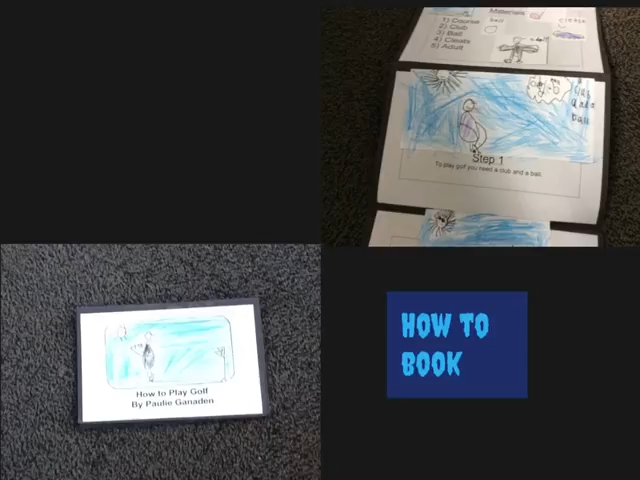 Materials
1) Course
2) Club
3) Ball
4) Cleats
5) Adult
ball
Step 1
To play golf you need a club and a ball.
How to Play Golf
By Paulie Ganaden
HOW TO
BOOK